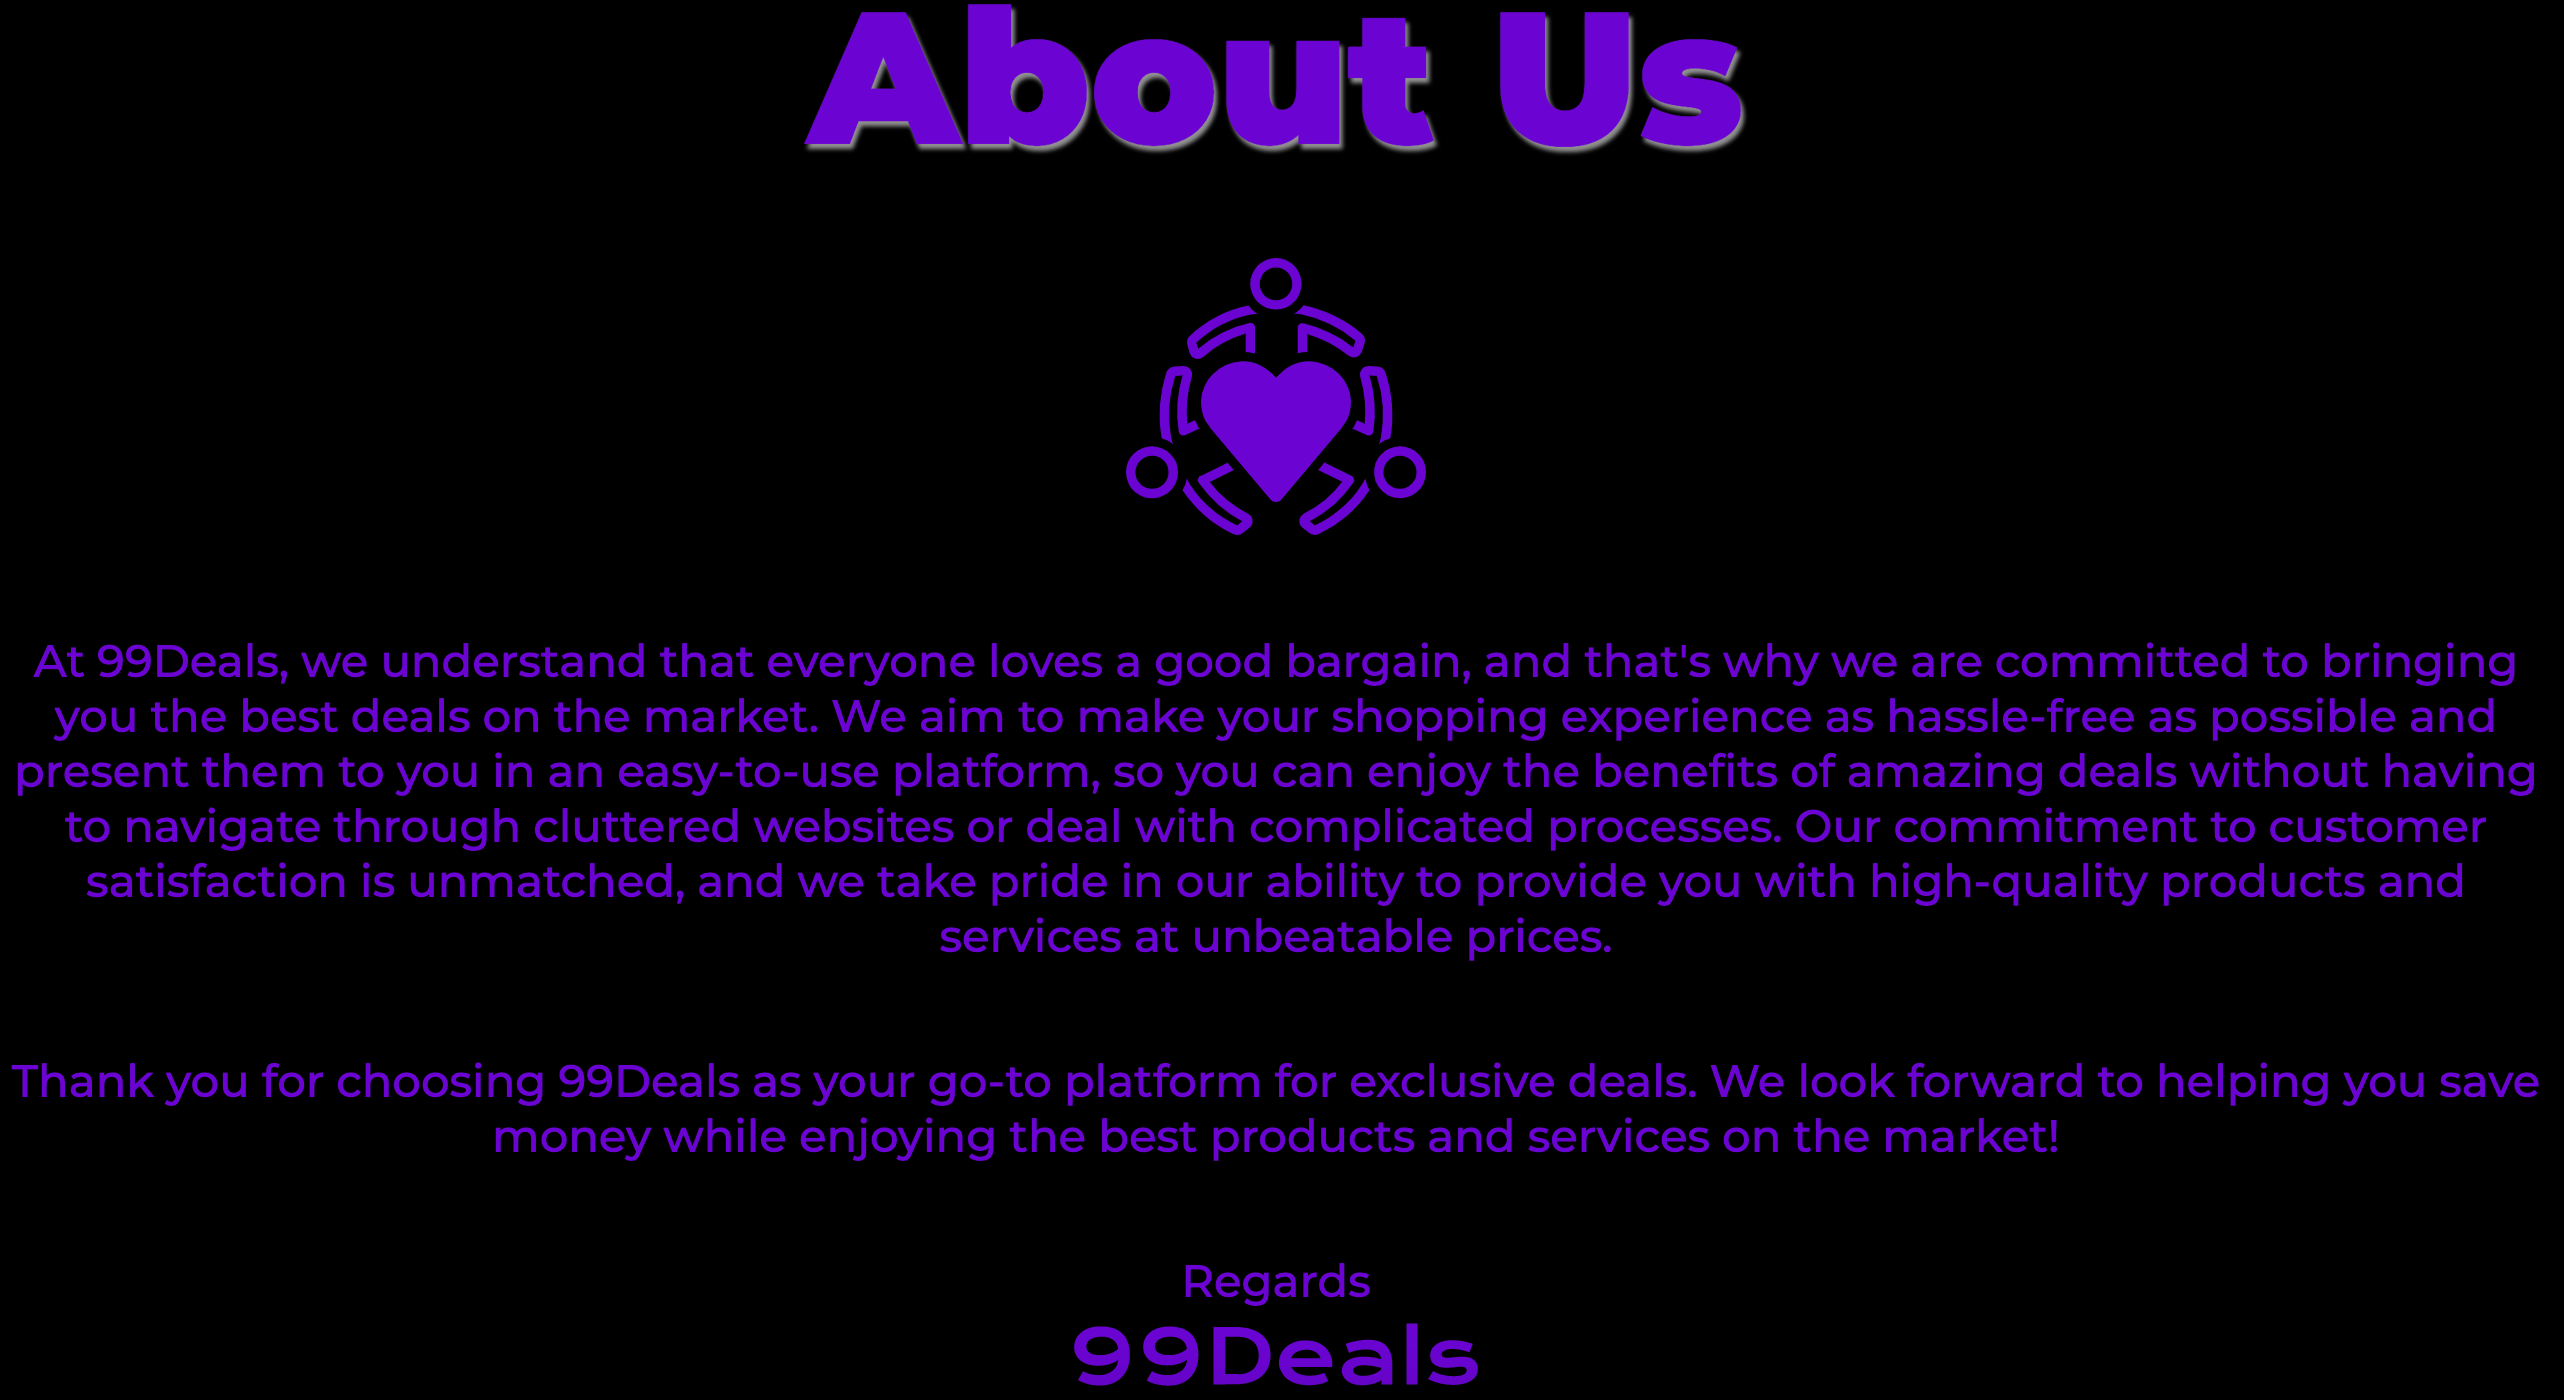 About Us
At 99Deals, we understand that everyone loves a good bargain, and that's why we are committed to bringing
you the best deals on the market. We aim to make your shopping experience as hassle-free as possible and
present them to you in an easy-to-use platform, so you can enjoy the benefits of amazing deals without having
to navigate through cluttered websites or deal with complicated processes. Our commitment to customer
satisfaction is unmatched, and we take pride in our ability to provide you with high-quality products and
services at unbeatable prices.
Thank you for choosing 99Deals as your go-to platform for exclusive deals. We look forward to helping you save
money while enjoying the best products and services on the market!
Regards
99Deals